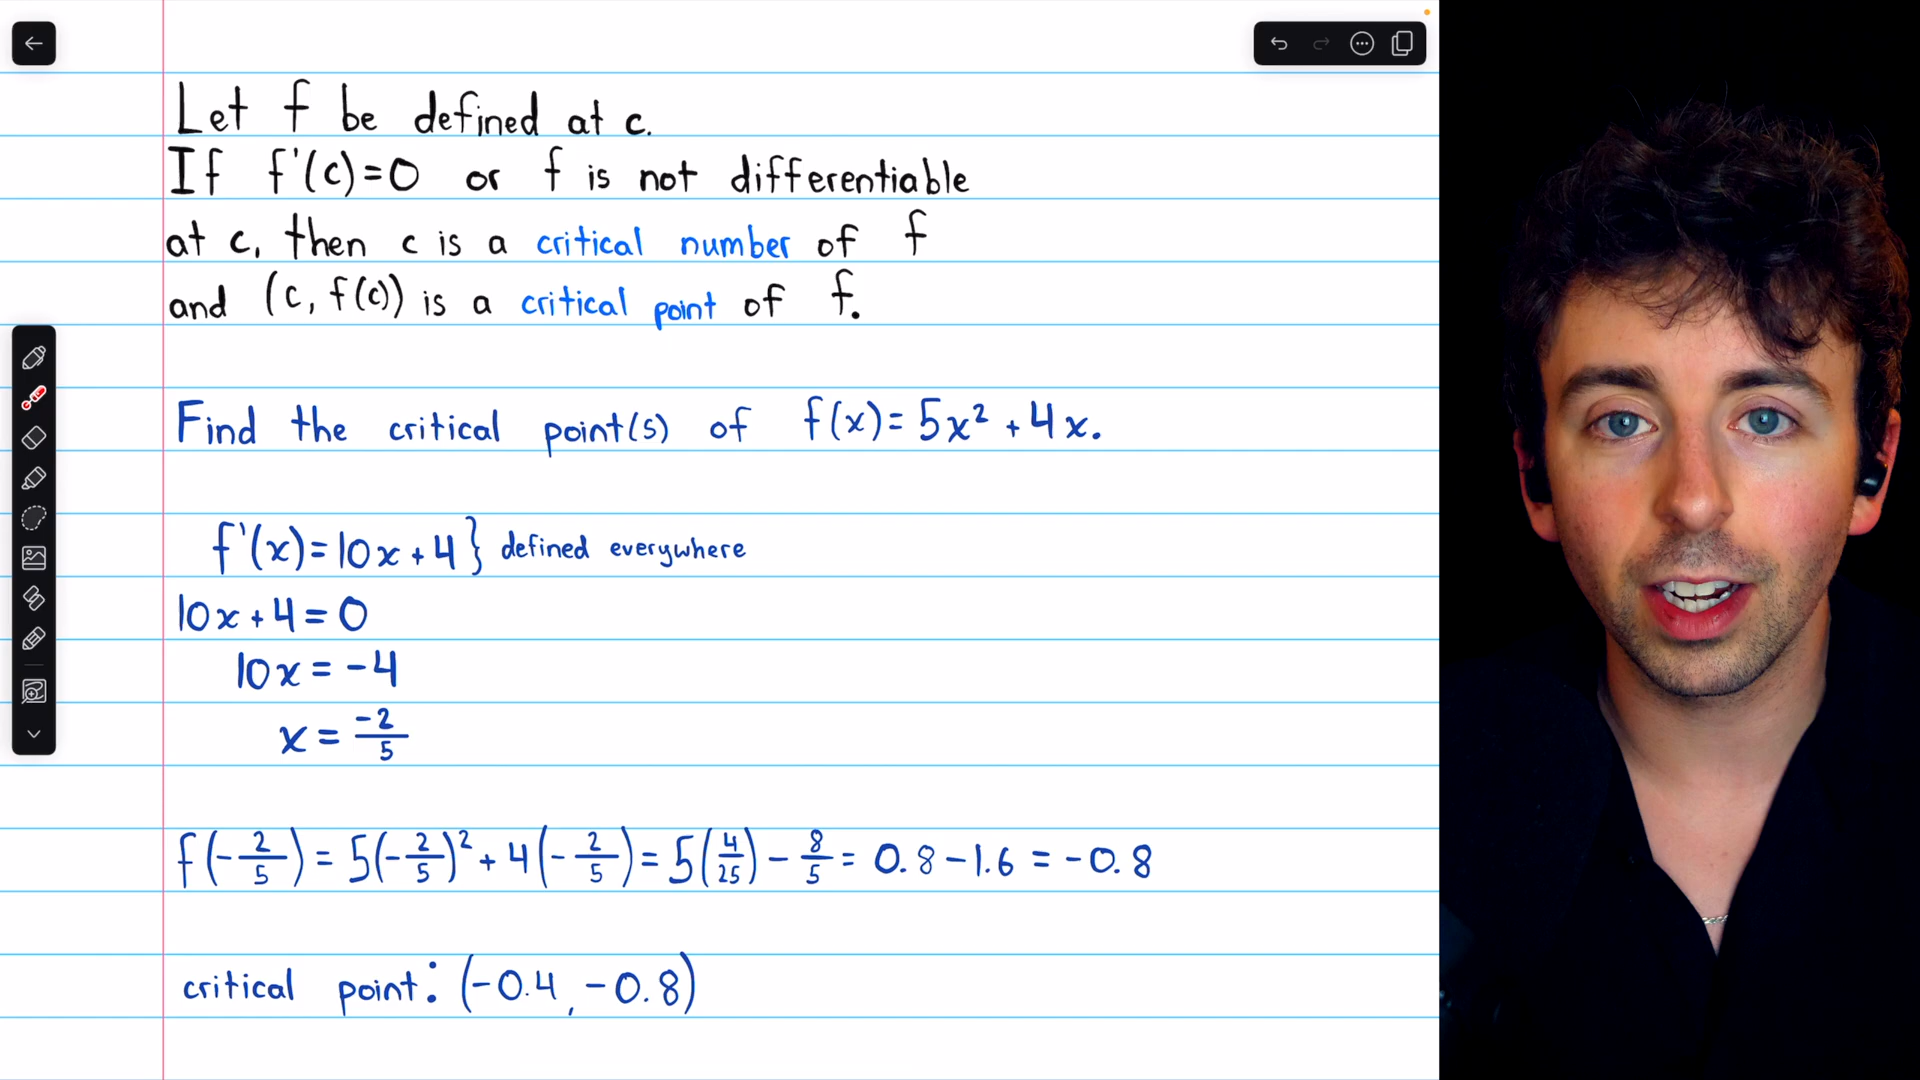 Let f be defined at c.
If f'(c)=0 or f is not differentiable
at c, then c is a critical number of f
and (c, f(c)) is a critical point of f.
Find the critical point(s) of f(x)=5x²+4x.
f'(x)=10x+4} defined everywhere
10x+4=0
10x=-4
x=-2/5
f(-2/5)=5(-2/5)²+4(-2/5)=5(4/25)-8/5=0.8-1.6=-0.8
critical point: (-0.4, -0.8)